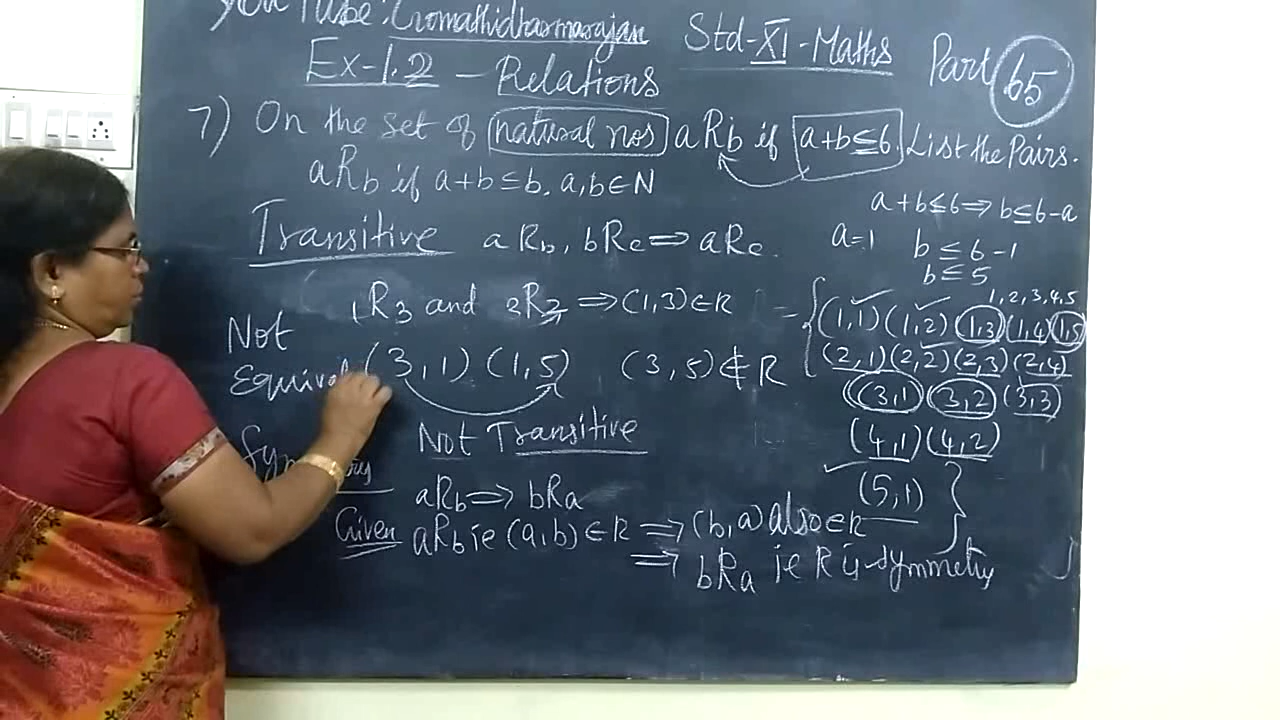 YouTube: Uomathidharmarajan Std-XI-Maths
Ex-1.2 - Relations Part 65
7) On the set of natural nos aRb if a+b≤6. List the Pairs.
aRb if a+b≤6. a,b∈N
a+b≤6⇒b≤6-a
Transitive aRb, bRc⇒aRc.
a=1 b≤6-1
b≤5
1,2,3,4,5
1R3 and 3R2⇒(1,3)∈R
={(1,1)(1,2)(1,3)(1,4)(1,5)
(2,1)(2,2)(2,3)(2,4)
(3,1)(3,2)(3,3)
(4,1)(4,2)
(5,1)}
Not
(3,1)(1,5) (3,5)∉R
Not Transitive
aRb⇒bRa
Given aRb ie (a,b)∈R ⇒(b,a) also∈R
⇒bRa ie R is symmetry